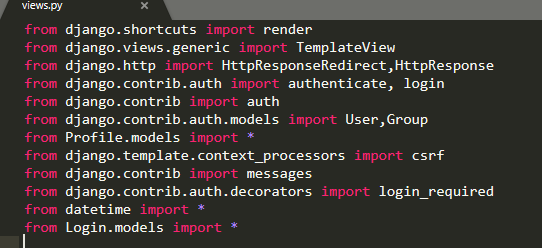 views.py ×
from django.shortcuts import render
from django.views.generic import TemplateView
from django.http import HttpResponseRedirect,HttpResponse
from django.contrib.auth import authenticate, login
from django.contrib import auth
from django.contrib.auth.models import User,Group
from Profile.models import *
from django.template.context_processors import csrf
from django.contrib import messages
from django.contrib.auth.decorators import login_required
from datetime import *
from Login.models import *